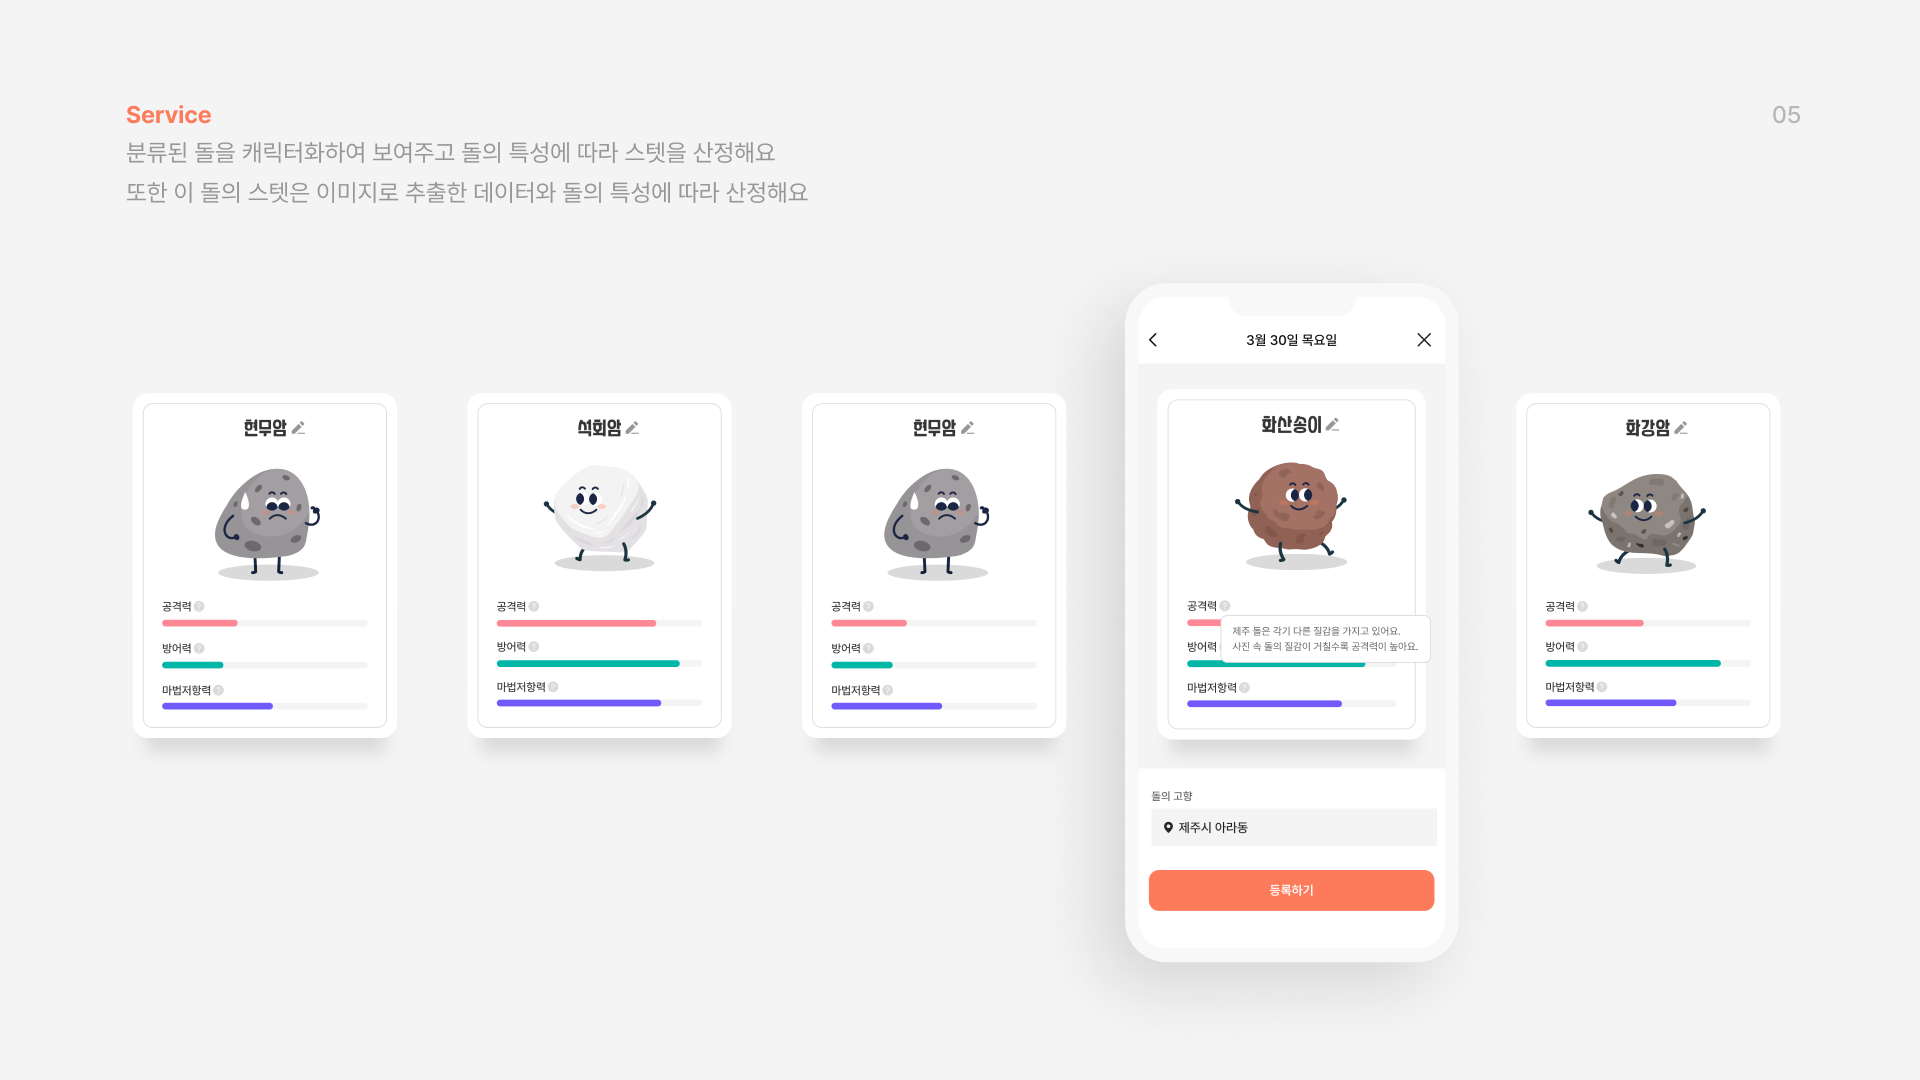 Service
05
분류된 돌을 캐릭터화하여 보여주고 돌의 특성에 따라 스텟을 산정해요
또한 이 돌의 스텟은 이미지로 추출한 데이터와 돌의 특성에 따라 산정해요
현무암
공격력 ?
방어력 ?
마법저항력 ?
석회암
공격력 ?
방어력 ?
마법저항력 ?
현무암
공격력 ?
방어력 ?
마법저항력 ?
3월 30일 목요일
화산송이
공격력 ?
제주 돌은 각기 다른 질감을 가지고 있어요.
사진 속 돌의 질감이 거칠수록 공격력이 높아요.
방어력
마법저항력 ?
돌의 고향
제주시 아라동
등록하기
화강암
공격력 ?
방어력 ?
마법저항력 ?